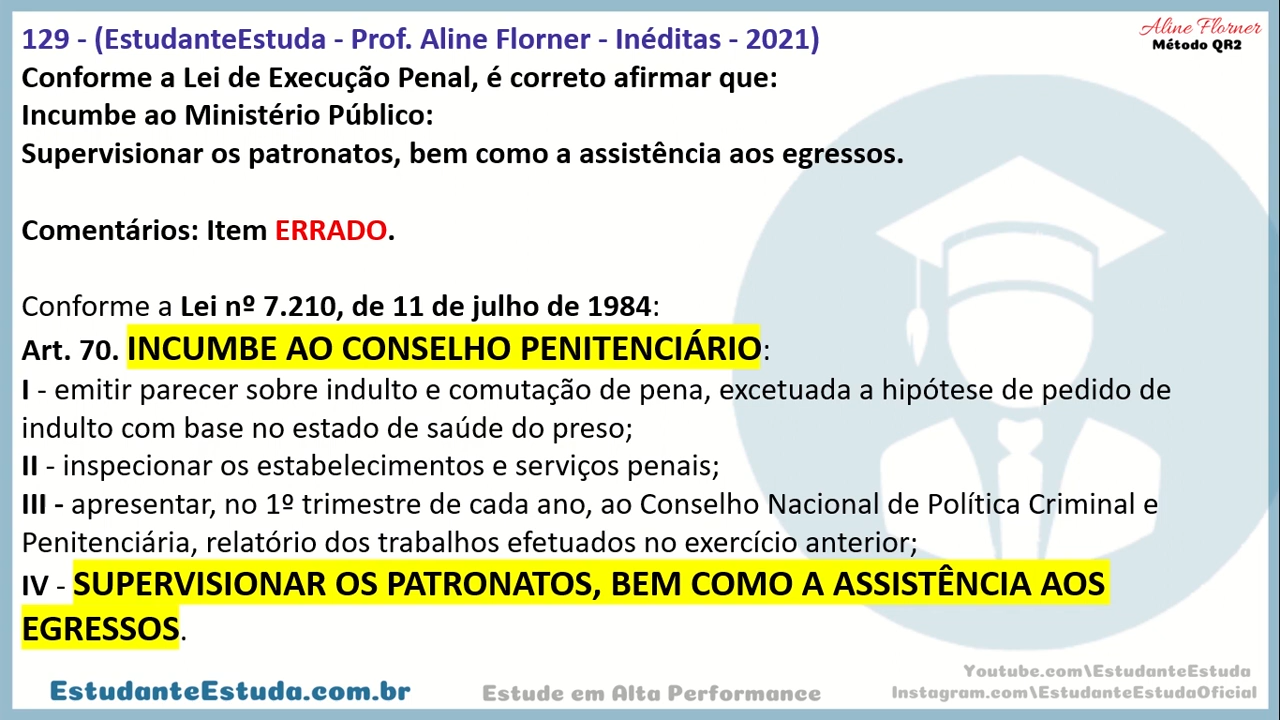 129 - (EstudanteEstuda - Prof. Aline Florner - Inéditas - 2021)
Aline Florner
Método QR2
Conforme a Lei de Execução Penal, é correto afirmar que:
Incumbe ao Ministério Público:
Supervisionar os patronatos, bem como a assistência aos egressos.
Comentários: Item ERRADO.
Conforme a Lei nº 7.210, de 11 de julho de 1984:
Art. 70. INCUMBE AO CONSELHO PENITENCIÁRIO:
I - emitir parecer sobre indulto e comutação de pena, excetuada a hipótese de pedido de
indulto com base no estado de saúde do preso;
II - inspecionar os estabelecimentos e serviços penais;
III - apresentar, no 1º trimestre de cada ano, ao Conselho Nacional de Política Criminal e
Penitenciária, relatório dos trabalhos efetuados no exercício anterior;
IV - SUPERVISIONAR OS PATRONATOS, BEM COMO A ASSISTÊNCIA AOS
EGRESSOS.
EstudanteEstuda.com.br
Estude em Alta Performance
Youtube.com\EstudanteEstuda
Instagram.com\EstudanteEstudaOficial